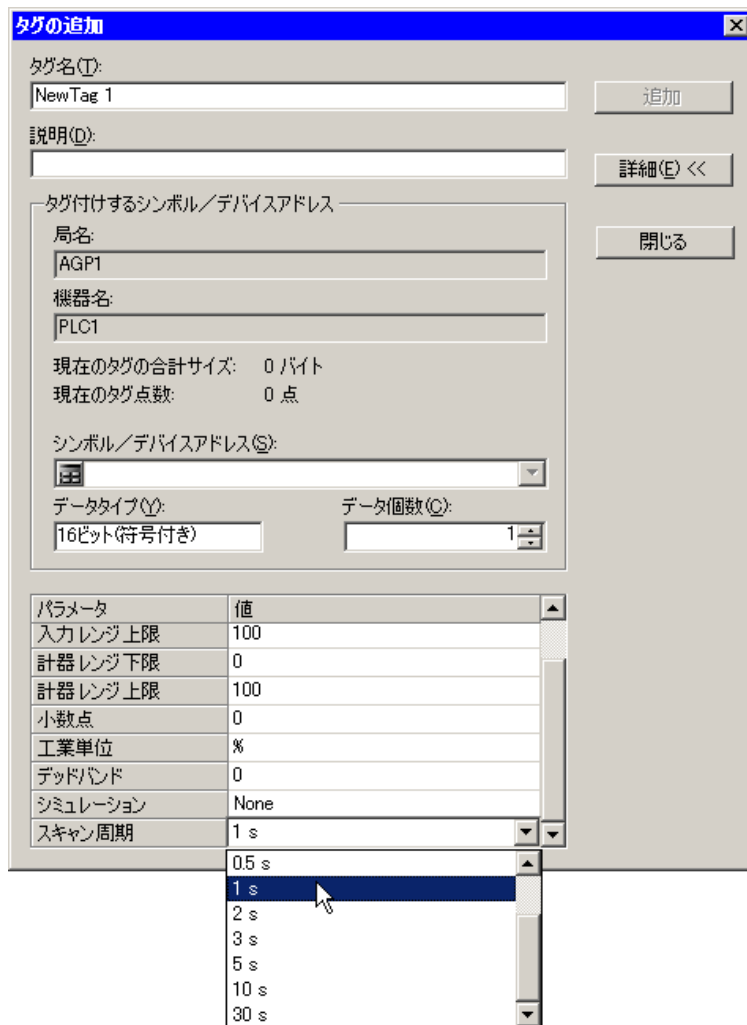 タグの追加
タグ名(T):
NewTag 1
追加
説明(D):
詳細(E) <<
タグ付けするシンボル／デバイスアドレス
局名:
AGP1
閉じる
機器名:
PLC1
現在のタグの合計サイズ: 0 バイト
現在のタグ点数: 0 点
シンボル／デバイスアドレス(S):
データタイプ(Y): データ個数(C):
16ビット(符号付き) 1
パラメータ 値
入力レンジ上限 100
計器レンジ下限 0
計器レンジ上限 100
小数点 0
工業単位 %
デッドバンド 0
シミュレーション None
スキャン周期 1 s
0.5 s
1 s
2 s
3 s
5 s
10 s
30 s